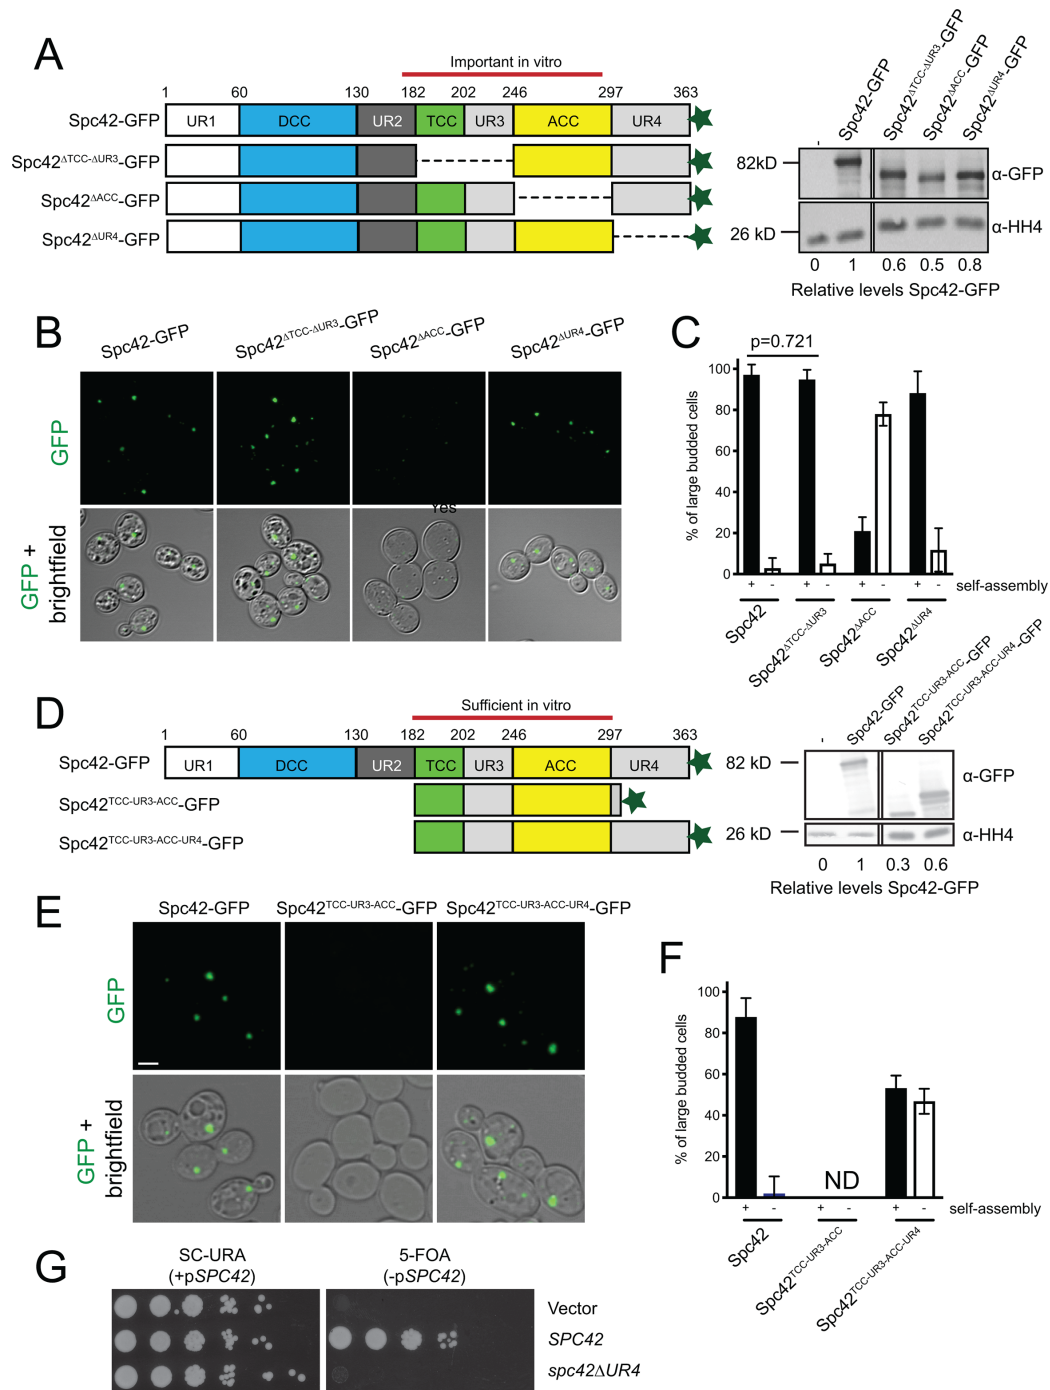 A
Important in vitro
1 60 130 182 202 246 297 363
Spc42-GFP UR1 DCC UR2 TCC UR3 ACC UR4
Spc42ΔTCC-ΔUR3-GFP
Spc42ΔACC-GFP
Spc42ΔUR4-GFP
- Spc42-GFP Spc42ΔTCC-ΔUR3-GFP Spc42ΔACC-GFP Spc42ΔUR4-GFP
82kD α-GFP
26 kD α-HH4
0 1 0.6 0.5 0.8
Relative levels Spc42-GFP
B
Spc42-GFP Spc42ΔTCC-ΔUR3-GFP Spc42ΔACC-GFP Spc42ΔUR4-GFP
GFP
Yes
GFP +
brightfield
C
p=0.721
% of large budded cells
100
80
60
40
20
0
+ - + - + - + - self-assembly
Spc42 Spc42ΔTCC-ΔUR3 Spc42ΔACC Spc42ΔUR4
D
Sufficient in vitro
1 60 130 182 202 246 297 363
Spc42-GFP UR1 DCC UR2 TCC UR3 ACC UR4
Spc42TCC-UR3-ACC-GFP
Spc42TCC-UR3-ACC-UR4-GFP
- Spc42-GFP Spc42TCC-UR3-ACC-GFP Spc42TCC-UR3-ACC-UR4-GFP
82 kD α-GFP
26 kD α-HH4
0 1 0.3 0.6
Relative levels Spc42-GFP
E
Spc42-GFP Spc42TCC-UR3-ACC-GFP Spc42TCC-UR3-ACC-UR4-GFP
GFP
GFP +
brightfield
F
% of large budded cells
100
80
60
40
20
0
ND
+ - + - + - self-assembly
Spc42 Spc42TCC-UR3-ACC Spc42TCC-UR3-ACC-UR4
G
SC-URA 5-FOA
(+pSPC42) (-pSPC42)
Vector
SPC42
spc42ΔUR4